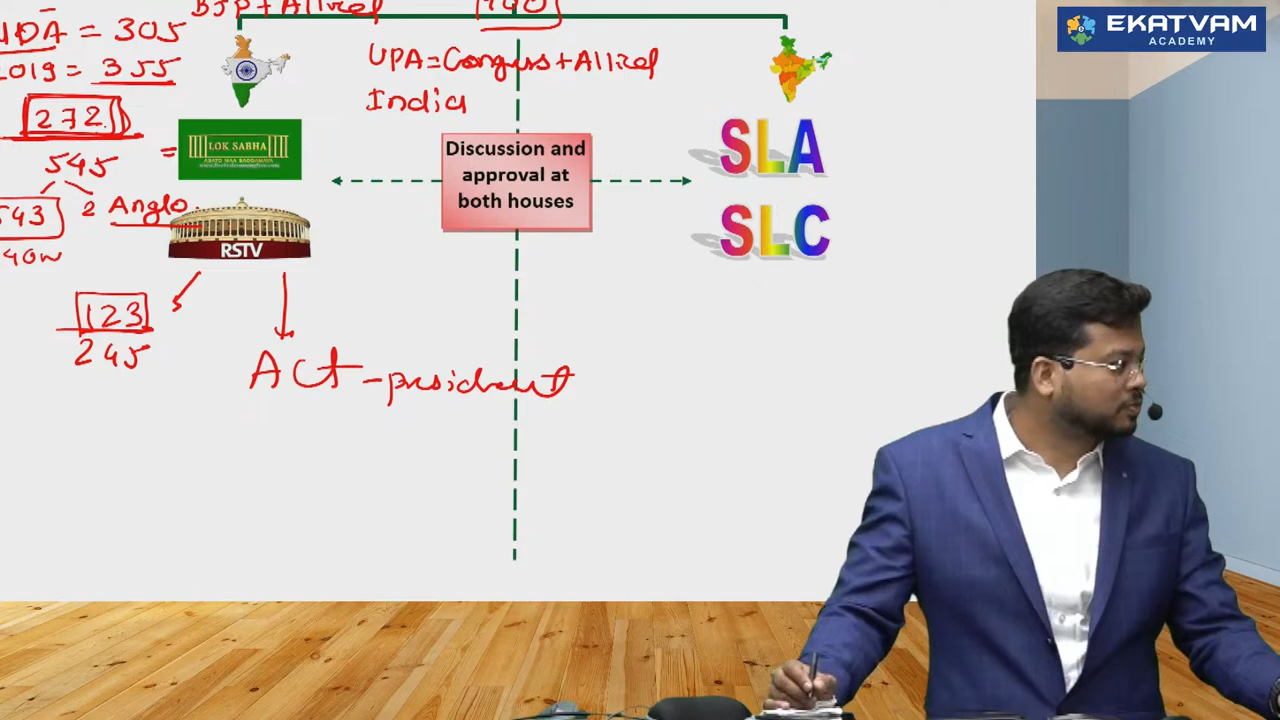 BJP + Allied
NDA = 305
2019 = 355
272
545
543
2 Anglo
UPA = Congress + Allied
India
EKATVAM
ACADEMY
LOK SABHA
RSTV
Discussion and
approval at
both houses
SLA
SLC
123
245
ACt - president